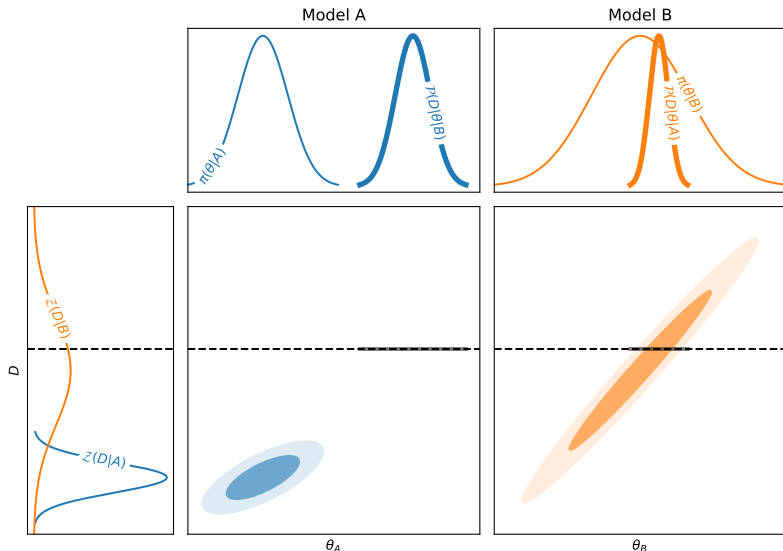 Model A
Model B
π(θ|A)
𝒫(D|θ|B)
π(θ|B)
𝒫(D|θ|A)
𝒵(D|B)
𝒵(D|A)
D
θ_A
θ_B